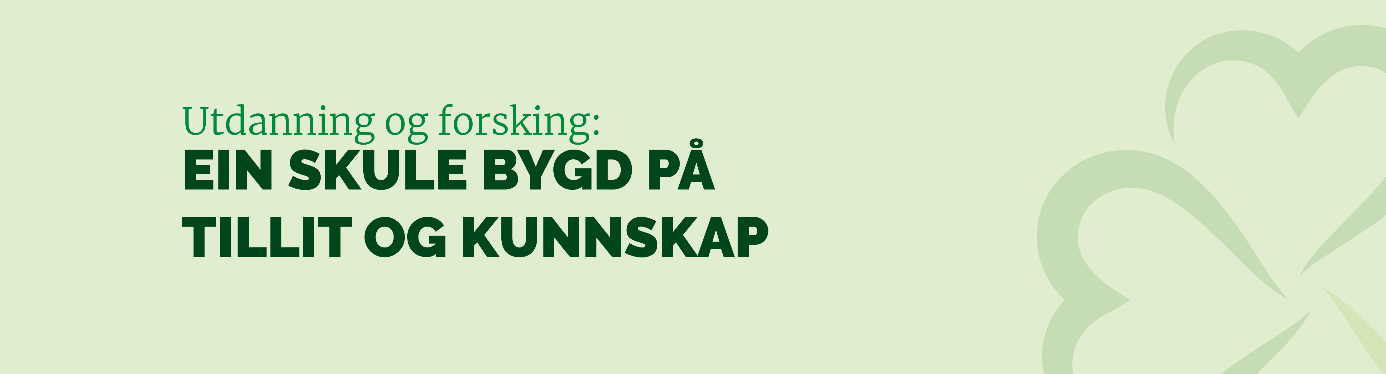 Utdanning og forsking:
EIN SKULE BYGD PÅ
TILLIT OG KUNNSKAP